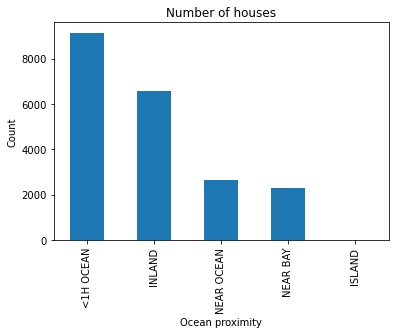 Number of houses
8000
6000
4000
2000
0
Count
<1H OCEAN
INLAND
NEAR OCEAN
NEAR BAY
ISLAND
Ocean proximity